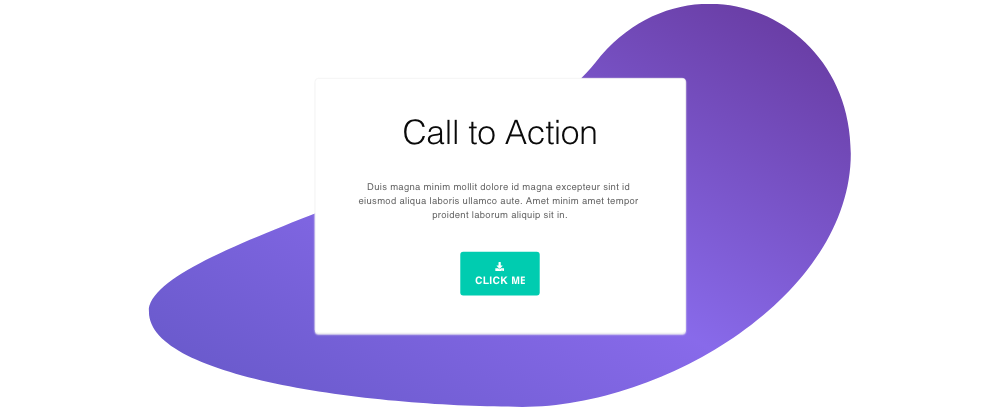 Call to Action
Duis magna minim mollit dolore id magna excepteur sint id
eiusmod aliqua laboris ullamco aute. Amet minim amet tempor
proident laborum aliquip sit in.
CLICK ME